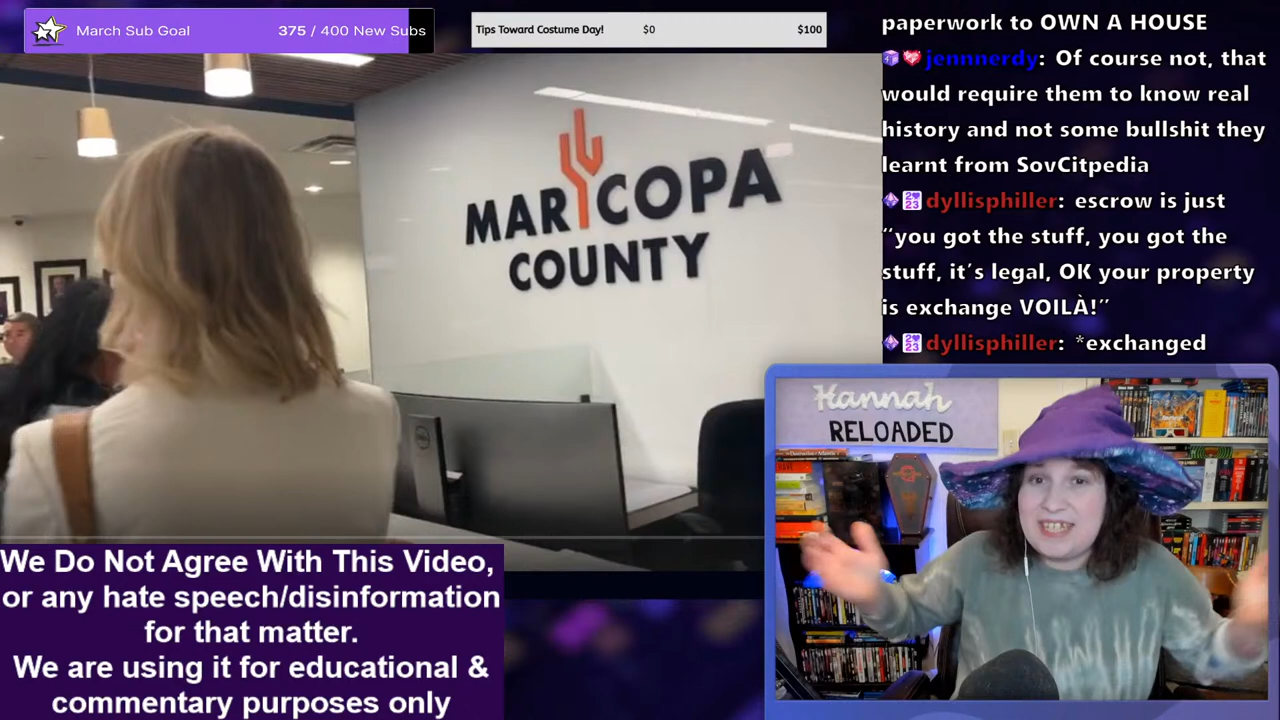 March Sub Goal 375 / 400 New Subs
Tips Toward Costume Day! $0 $100
paperwork to OWN A HOUSE
jennnerdy: Of course not, that
would require them to know real
history and not some bullshit they
learnt from SovCitpedia
dyllisphiller: escrow is just
“you got the stuff, you got the
stuff, it’s legal, OK your property
is exchange VOILÀ!”
dyllisphiller: *exchanged
MARICOPA
COUNTY
Hannah
RELOADED
We Do Not Agree With This Video,
or any hate speech/disinformation
for that matter.
We are using it for educational &
commentary purposes only